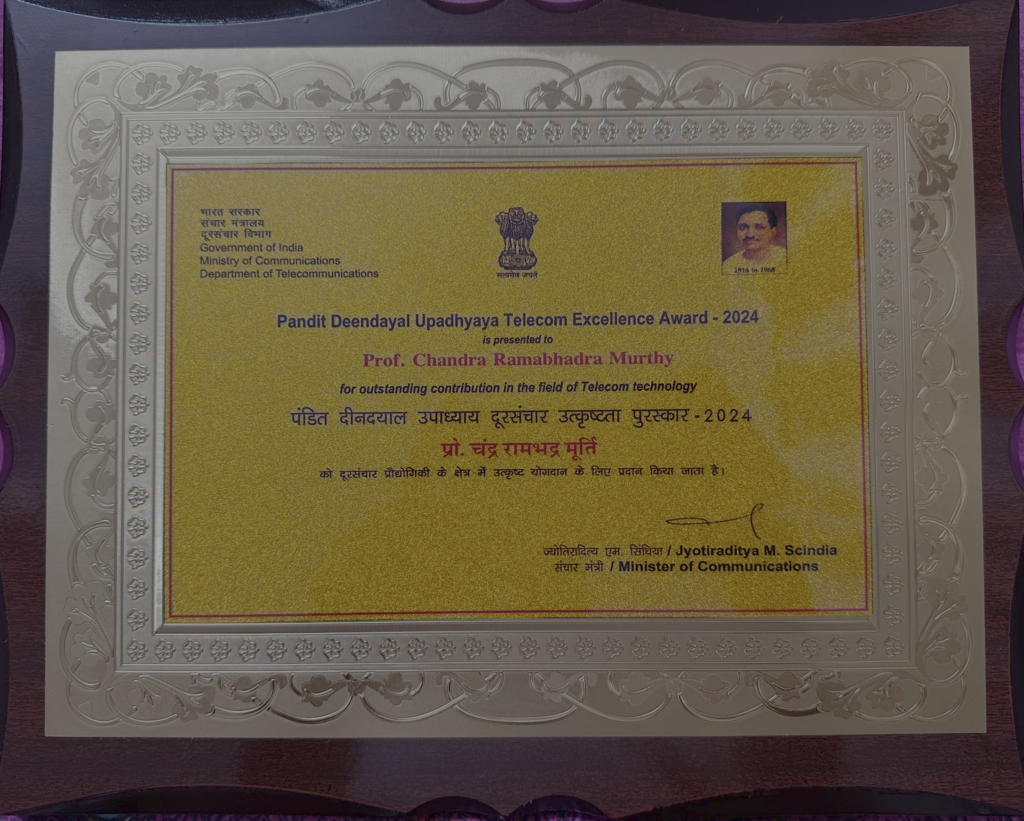 भारत सरकार
संचार मंत्रालय
दूरसंचार विभाग
Government of India
Ministry of Communications
Department of Telecommunications
सत्यमेव जयते
1916 to 1968
Pandit Deendayal Upadhyaya Telecom Excellence Award - 2024
is presented to
Prof. Chandra Ramabhadra Murthy
for outstanding contribution in the field of Telecom technology
पंडित दीनदयाल उपाध्याय दूरसंचार उत्कृष्टता पुरस्कार - 2024
प्रो. चंद्र रामभद्र मूर्ति
को दूरसंचार प्रौद्योगिकी के क्षेत्र में उत्कृष्ट योगदान के लिए प्रदान किया जाता है।
ज्योतिरादित्य एम. सिंधिया / Jyotiraditya M. Scindia
संचार मंत्री / Minister of Communications